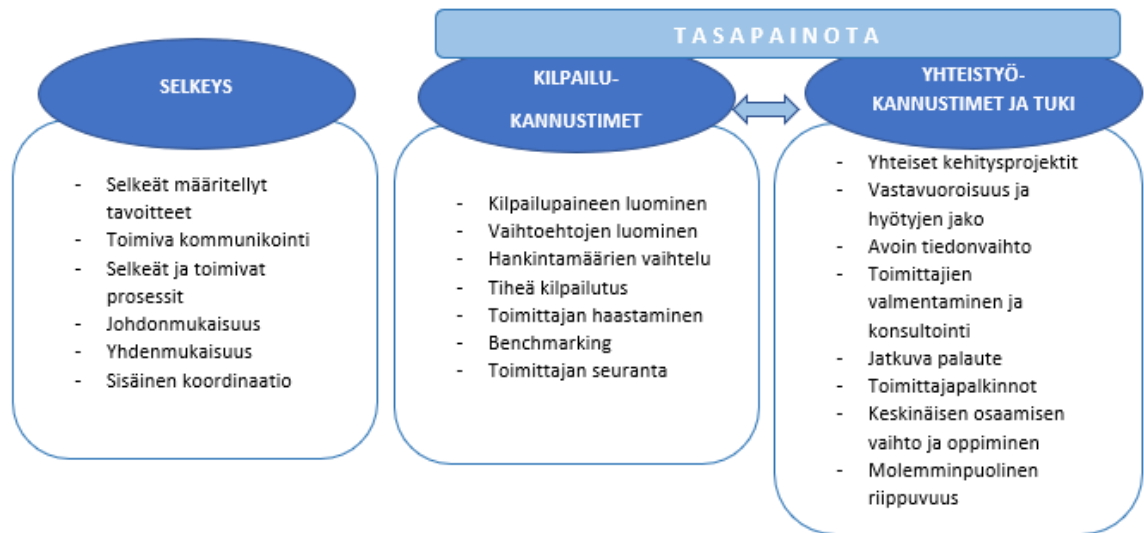 TASAPAINOTA
SELKEYS
- Selkeät määritellyt
tavoitteet
- Toimiva kommunikointi
- Selkeät ja toimivat
prosessit
- Johdonmukaisuus
- Yhdenmukaisuus
- Sisäinen koordinaatio
KILPAILU-
KANNUSTIMET
- Kilpailupaineen luominen
- Vaihtoehtojen luominen
- Hankintamäärien vaihtelu
- Tiheä kilpailutus
- Toimittajan haastaminen
- Benchmarking
- Toimittajan seuranta
YHTEISTYÖ-
KANNUSTIMET JA TUKI
- Yhteiset kehitysprojektit
- Vastavuoroisuus ja
hyötyjen jako
- Avoin tiedonvaihto
- Toimittajien
valmentaminen ja
konsultointi
- Jatkuva palaute
- Toimittajapalkinnot
- Keskinäisen osaamisen
vaihto ja oppiminen
- Molemminpuolinen
riippuvuus